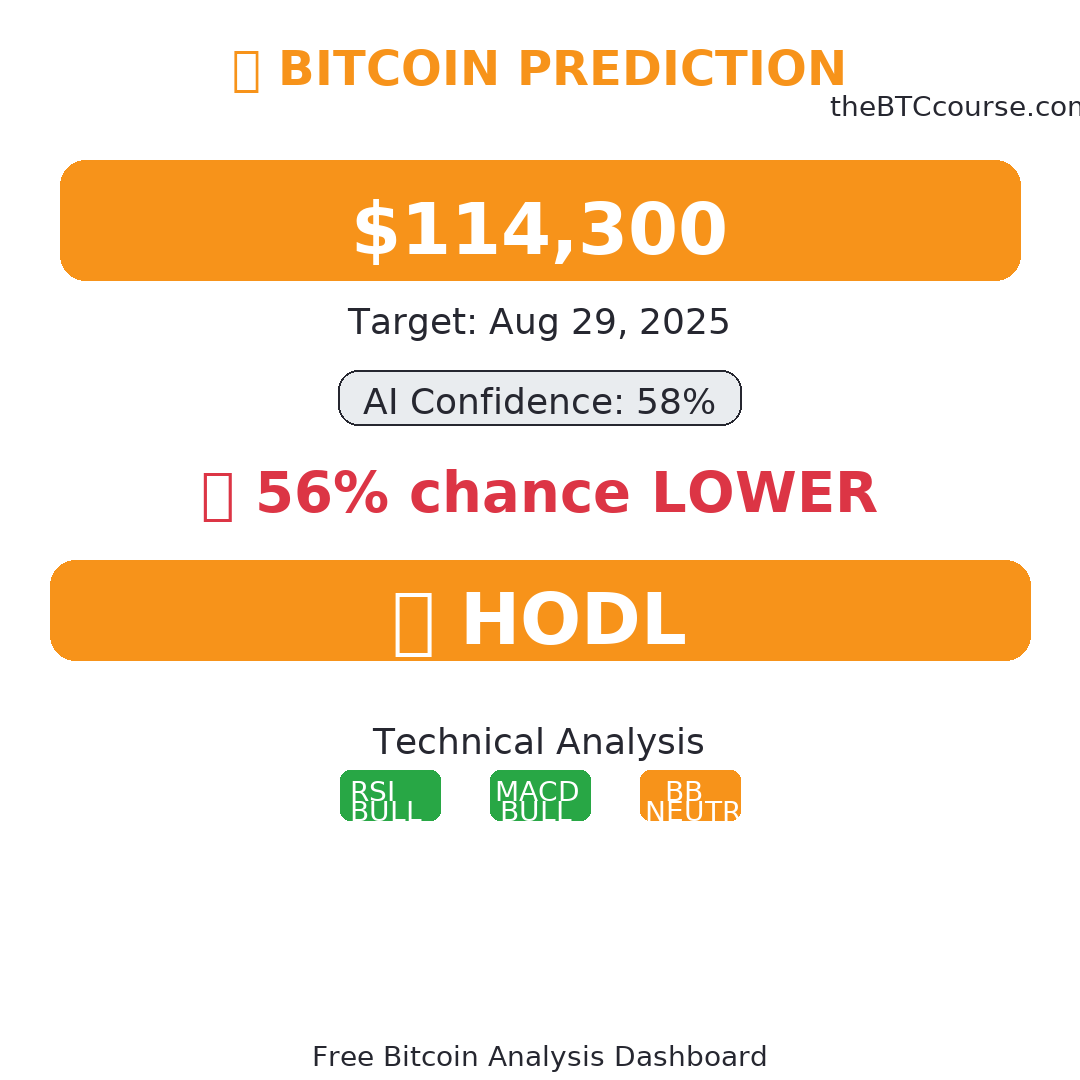 BITCOIN PREDICTION
theBTCcourse.com
$114,300
Target: Aug 29, 2025
AI Confidence: 58%
56% chance LOWER
HODL
Technical Analysis
RSI
BULL
MACD
BULL
BB
NEUTR
Free Bitcoin Analysis Dashboard